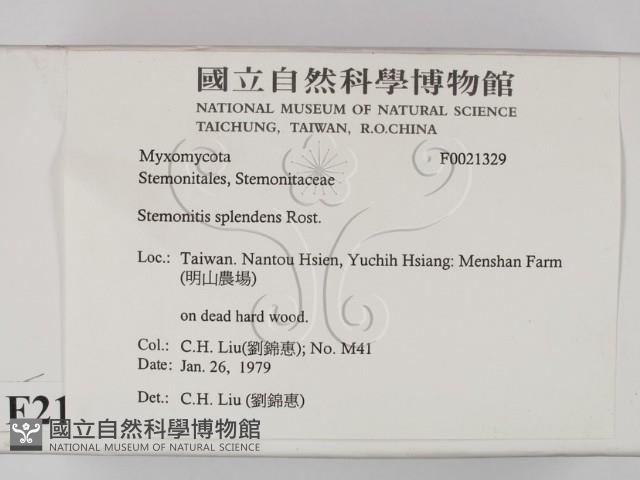 國立自然科學博物館
NATIONAL MUSEUM OF NATURAL SCIENCE
TAICHUNG, TAIWAN, R.O.CHINA
Myxomycota F0021329
Stemonitales, Stemonitaceae
Stemonitis splendens Rost.
Loc.: Taiwan. Nantou Hsien, Yuchih Hsiang: Menshan Farm
(明山農場)
on dead hard wood.
Col.: C.H. Liu(劉錦惠); No. M41
Date: Jan. 26, 1979
Det.: C.H. Liu (劉錦惠)
F21
國立自然科學博物館
NATIONAL MUSEUM OF NATURAL SCIENCE